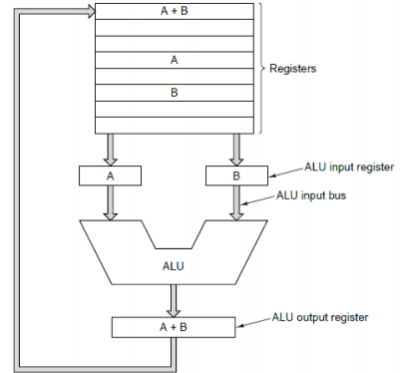 A + B
A
Registers
B
A
B
ALU input register
ALU input bus
ALU
A + B
ALU output register